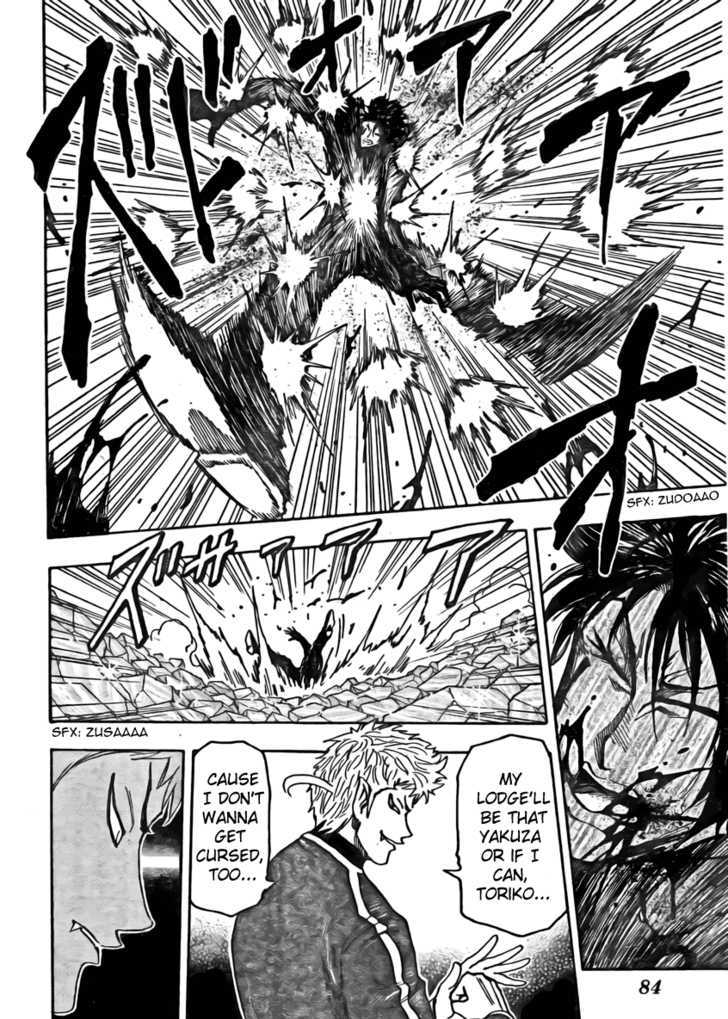 ズドオアアオ
SFX: ZUDOAAO
ズサァァァ
SFX: ZUSAAAA
MY
LODGE'LL
BE THAT
YAKUZA
OR IF I
CAN,
TORIKO...
CAUSE
I DON'T
WANNA
GET
CURSED,
TOO...
84